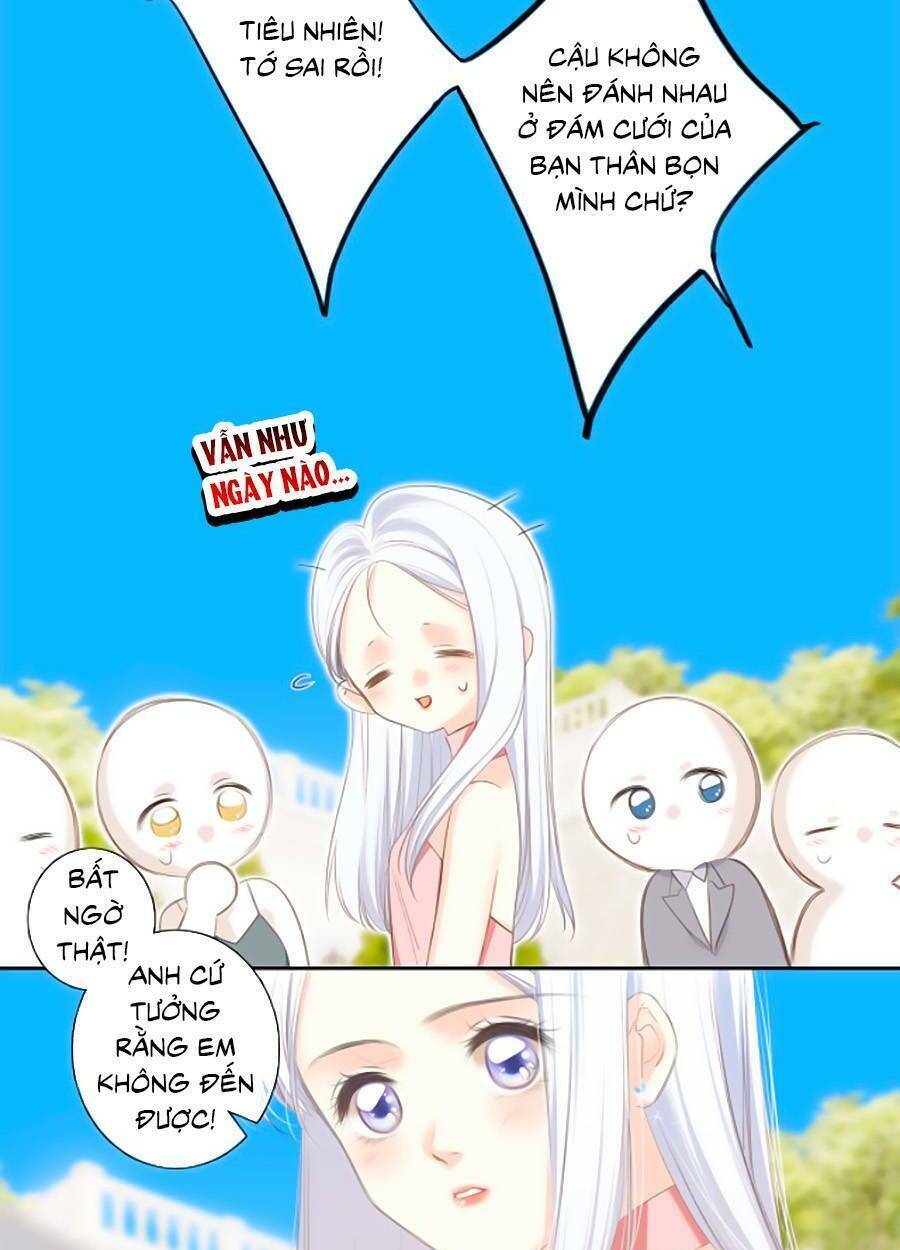 TIÊU NHIÊN!
TỚ SAI RỒI!
CẬU KHÔNG
NÊN ĐÁNH NHAU
Ở ĐÁM CƯỚI CỦA
BẠN THÂN BỌN
MÌNH CHỨ?
VẪN NHƯ
NGÀY NÀO...
BẤT
NGỜ
THẬT!
ANH CỨ
TƯỞNG
RẰNG EM
KHÔNG ĐẾN
ĐƯỢC!